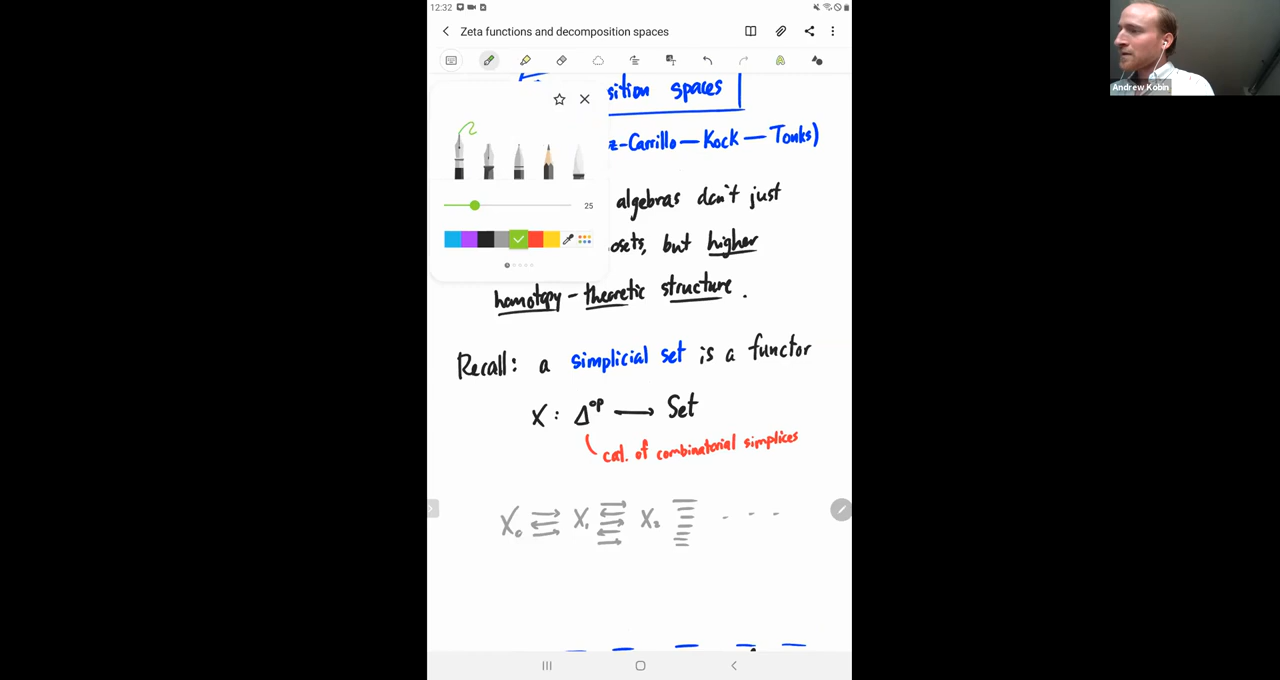 12:32
Zeta functions and decomposition spaces
sition spaces
z-Carrillo — Kock — Tonks)
algebras don't just
osets, but higher
homotopy-theoretic structure.
25
Recall: a simplicial set is a functor
X : Δᵒᵖ ⟶ Set
cat. of combinatorial simplices
X₀ X₁ X₂ . . .
Andrew Kobin